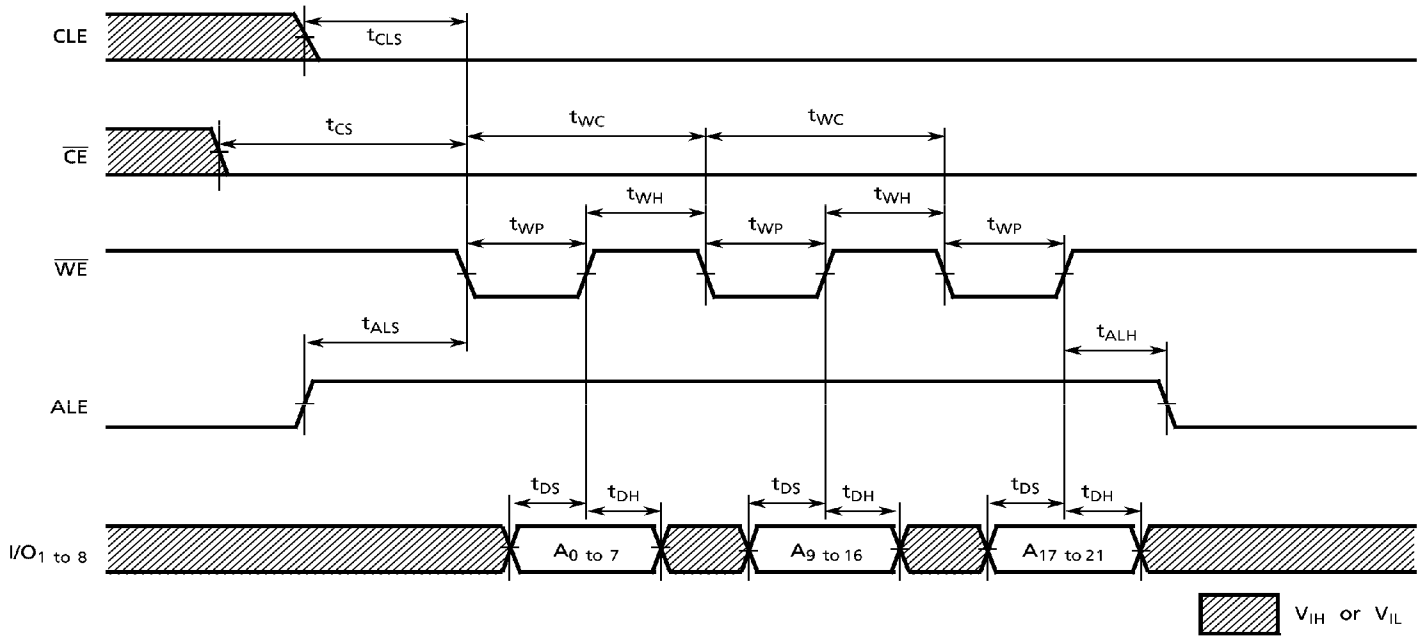 CLE
tCLS
CE
tCS
tWC
tWC
WE
tWP
tWH
tWP
tWH
tWP
ALE
tALS
tALH
I/O1 to 8
tDS
tDH
tDS
tDH
tDS
tDH
A0 to 7
A9 to 16
A17 to 21
VIH or VIL